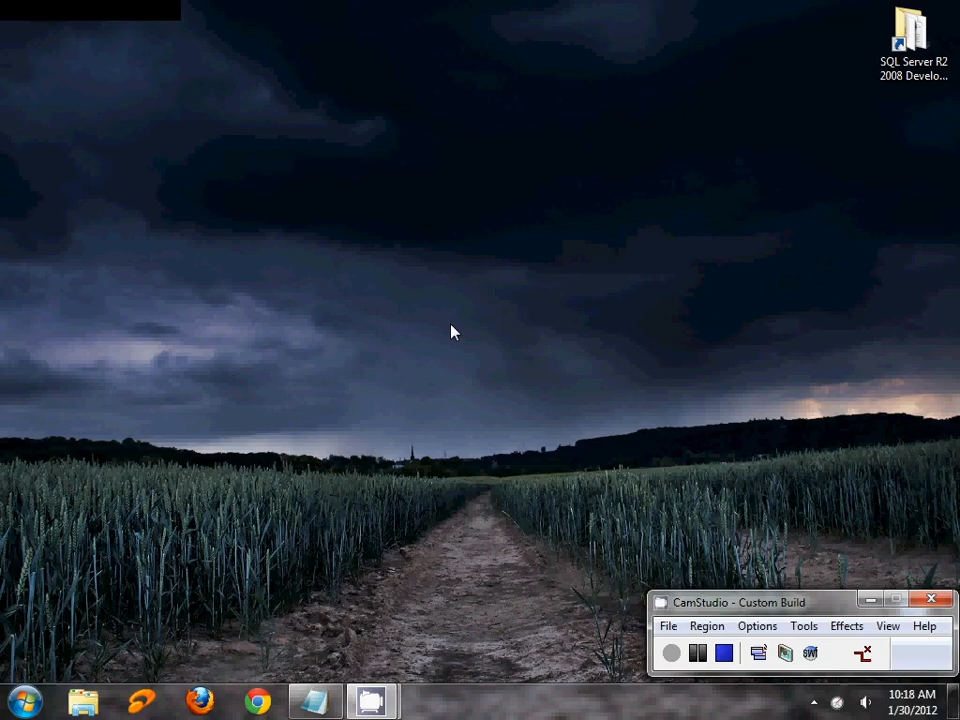 SQL Server R2
2008 Develo...
CamStudio - Custom Build
File Region Options Tools Effects View Help
SWF
10:18 AM
1/30/2012